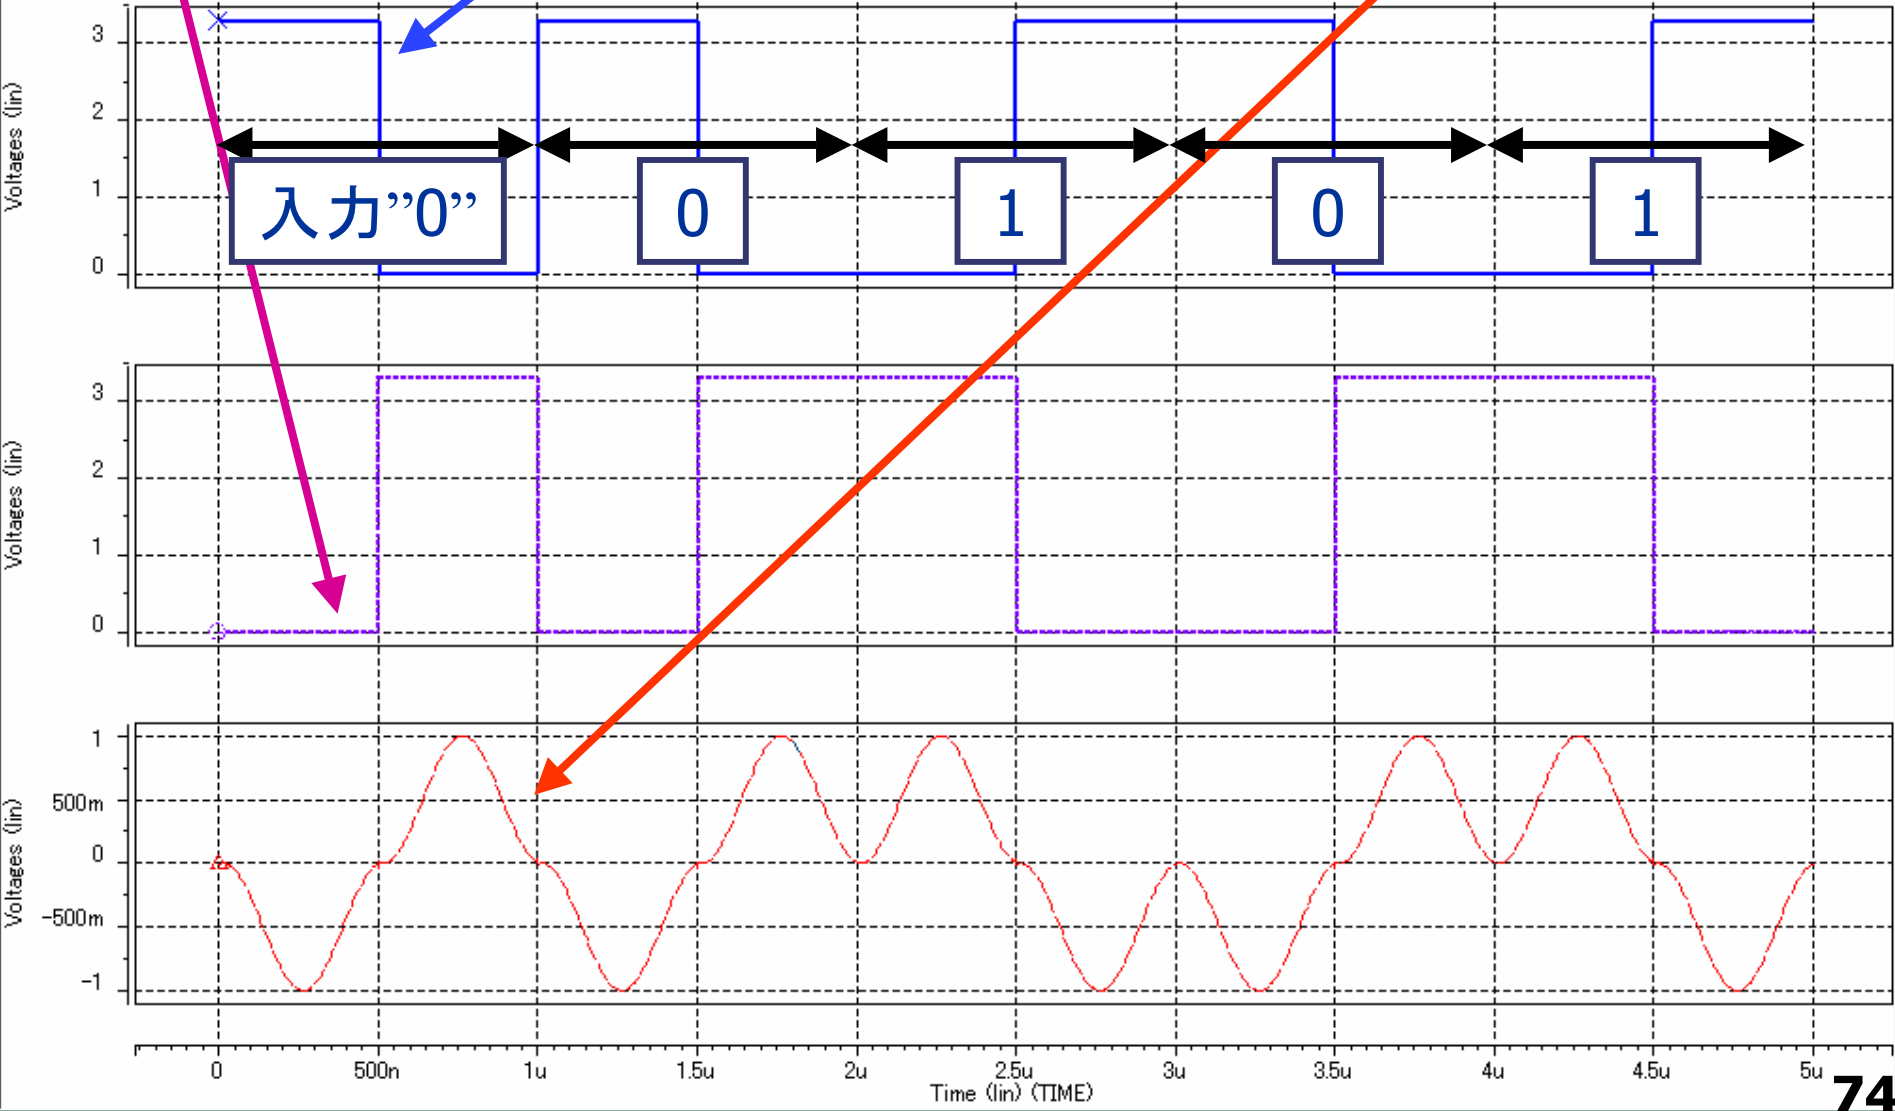 3
2
1
0
Voltages (lin)
入力”0”
0
1
0
1
3
2
1
0
Voltages (lin)
1
500m
0
-500m
-1
Voltages (lin)
0 500n 1u 1.5u 2u 2.5u 3u 3.5u 4u 4.5u 5u
Time (lin) (TIME)
74